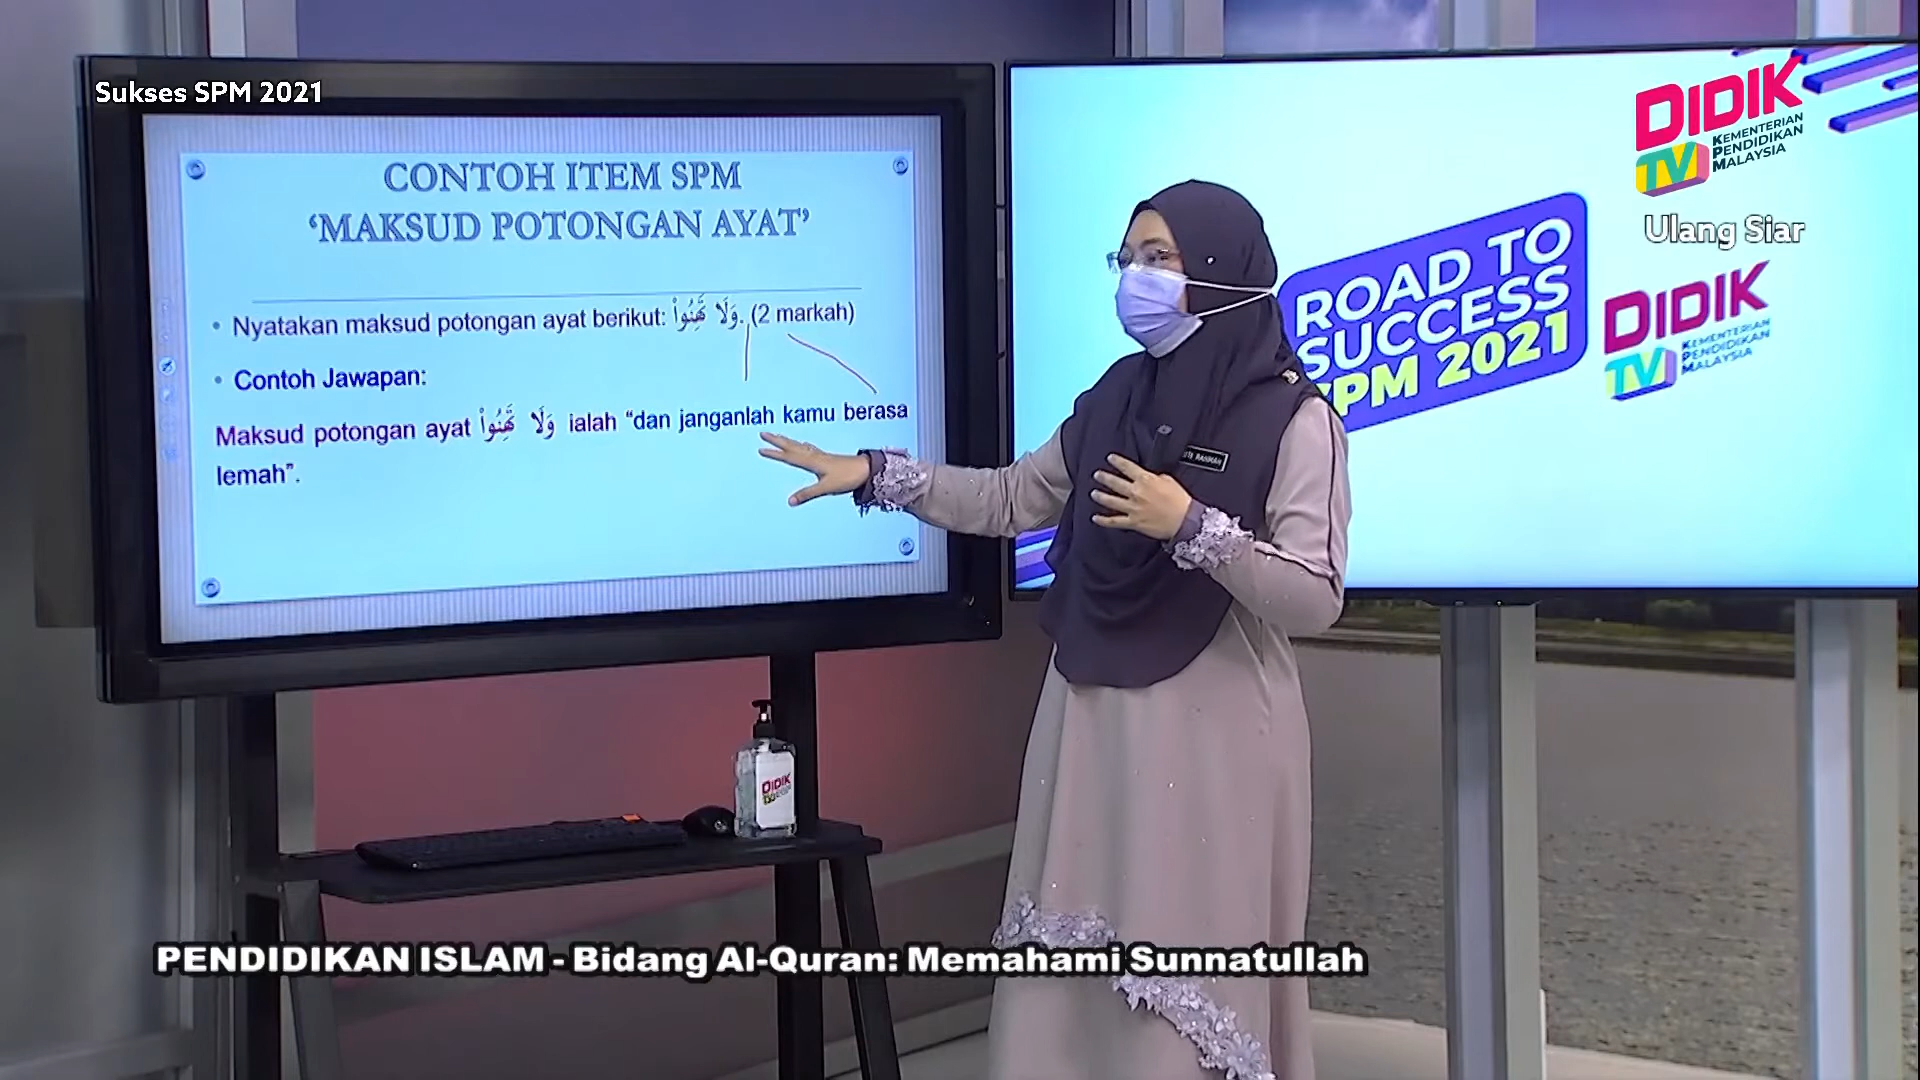 Sukses SPM 2021
CONTOH ITEM SPM
‘MAKSUD POTONGAN AYAT’
• Nyatakan maksud potongan ayat berikut: وَلَا تَهِنُواْ. (2 markah)
• Contoh Jawapan:
Maksud potongan ayat وَلَا تَهِنُواْ ialah “dan janganlah kamu berasa
lemah”.
DIDIK
TV
KEMENTERIAN
PENDIDIKAN
MALAYSIA
Ulang Siar
ROAD TO
SUCCESS
SPM 2021
DIDIK
TV
KEMENTERIAN
PENDIDIKAN
MALAYSIA
DIDIK
TV
PENDIDIKAN ISLAM - Bidang Al-Quran: Memahami Sunnatullah